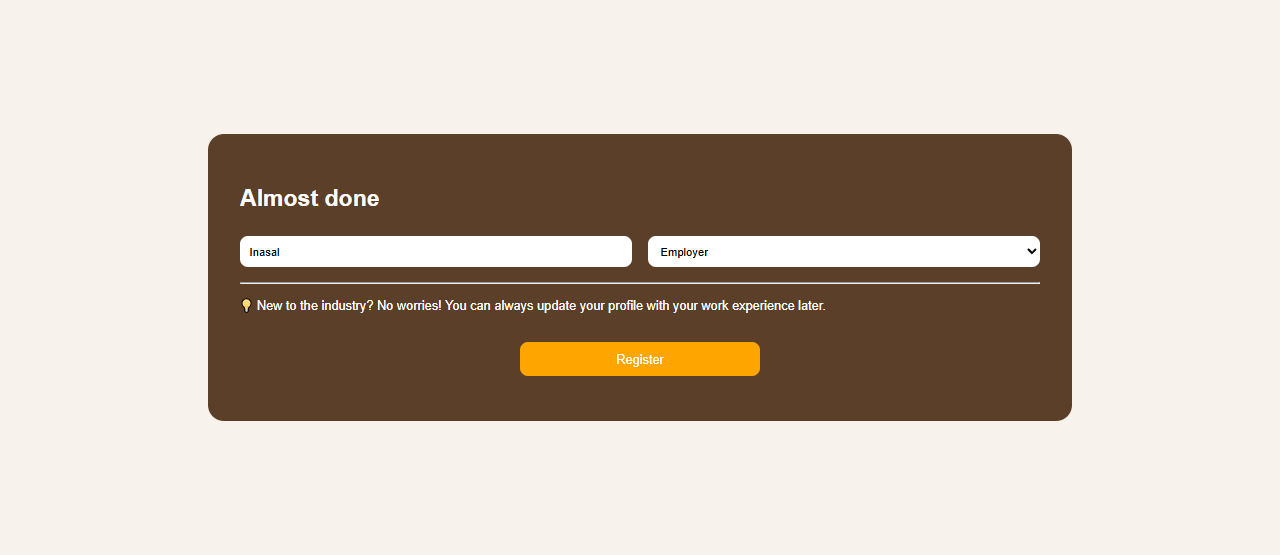 Almost done
Inasal
Employer
💡 New to the industry? No worries! You can always update your profile with your work experience later.
Register